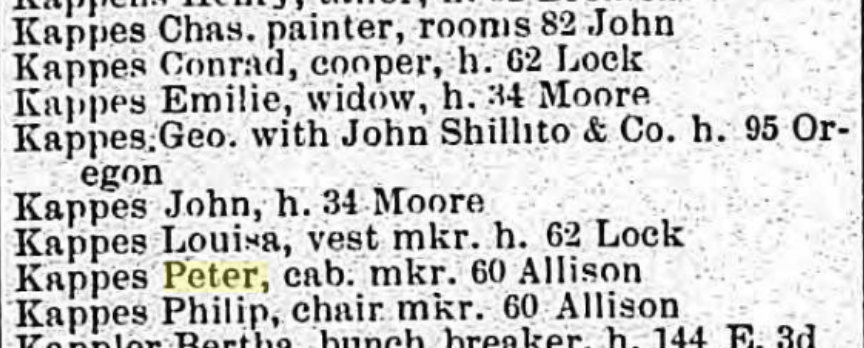 Kappes Chas. painter, rooms 82 John
Kappes Conrad, cooper, h. 62 Lock
Kappes Emilie, widow, h. 34 Moore
Kappes Geo. with John Shillito & Co. h. 95 Or-
egon
Kappes John, h. 34 Moore
Kappes Louisa, vest mkr. h. 62 Lock
Kappes Peter, cab. mkr. 60 Allison
Kappes Philip, chair mkr. 60 Allison
Kappler Bertha, bunch breaker, h. 144 E. 3d